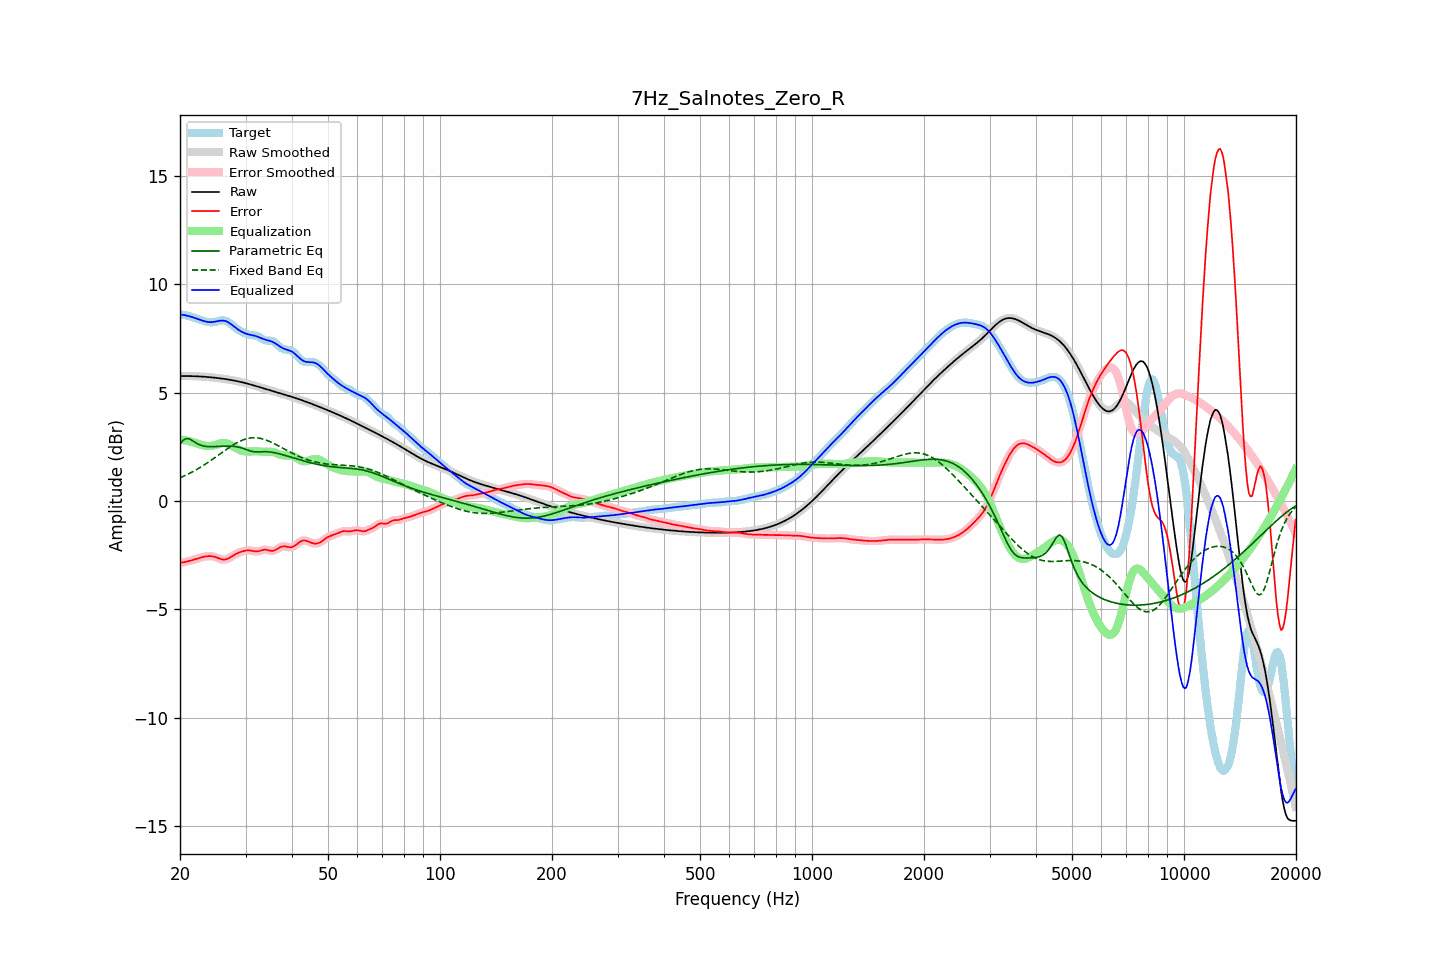 7Hz_Salnotes_Zero_R
Target
Raw Smoothed
Error Smoothed
Raw
Error
Equalization
Parametric Eq
Fixed Band Eq
Equalized
Amplitude (dBr)
15
10
5
0
−5
−10
−15
20 50 100 200 500 1000 2000 5000 10000 20000
Frequency (Hz)